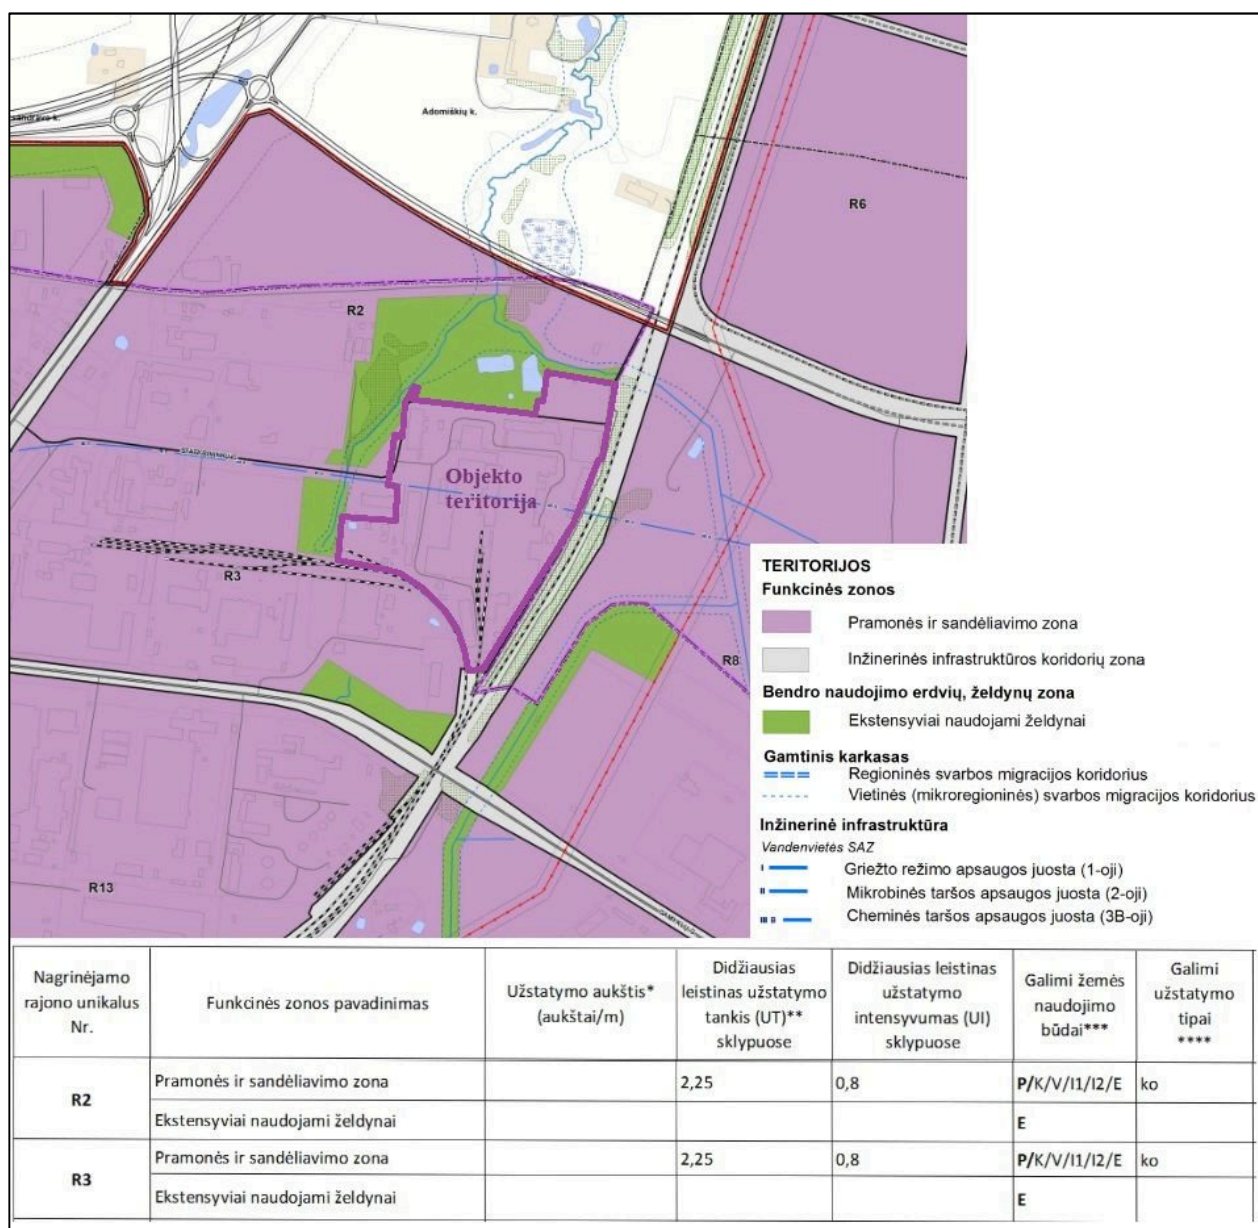 Adomiškių k.
R6
R2
Objekto
teritorija
R3
R8
R13
TERITORIJOS
Funkcinės zonos
Pramonės ir sandėliavimo zona
Inžinerinės infrastruktūros koridorių zona
Bendro naudojimo erdvių, želdynų zona
Ekstensyviai naudojami želdynai
Gamtinis karkasas
Regioninės svarbos migracijos koridorius
Vietinės (mikroregioninės) svarbos migracijos koridorius
Inžinerinė infrastruktūra
Vandenvietės SAZ
I Griežto režimo apsaugos juosta (1-oji)
II Mikrobinės taršos apsaugos juosta (2-oji)
III B Cheminės taršos apsaugos juosta (3B-oji)
Nagrinėjamo
rajono unikalus
Nr.
Funkcinės zonos pavadinimas
Užstatymo aukštis*
(aukštai/m)
Didžiausias
leistinas užstatymo
tankis (UT)**
sklypuose
Didžiausias leistinas
užstatymo
intensyvumas (UI)
sklypuose
Galimi žemės
naudojimo
būdai***
Galimi
užstatymo
tipai
****
R2
Pramonės ir sandėliavimo zona 2,25 0,8 P/K/V/I1/I2/E ko
Ekstensyviai naudojami želdynai E
R3
Pramonės ir sandėliavimo zona 2,25 0,8 P/K/V/I1/I2/E ko
Ekstensyviai naudojami želdynai E